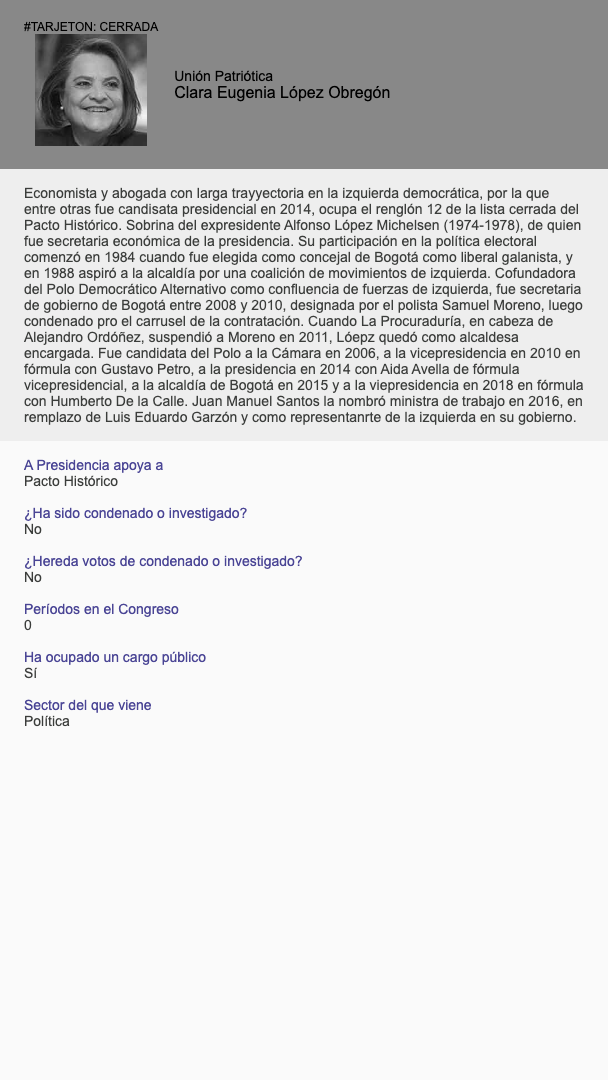 #TARJETON: CERRADA
Unión Patriótica
Clara Eugenia López Obregón
Economista y abogada con larga trayyectoria en la izquierda democrática, por la que
entre otras fue candisata presidencial en 2014, ocupa el renglón 12 de la lista cerrada del
Pacto Histórico. Sobrina del expresidente Alfonso López Michelsen (1974-1978), de quien
fue secretaria económica de la presidencia. Su participación en la política electoral
comenzó en 1984 cuando fue elegida como concejal de Bogotá como liberal galanista, y
en 1988 aspiró a la alcaldía por una coalición de movimientos de izquierda. Cofundadora
del Polo Democrático Alternativo como confluencia de fuerzas de izquierda, fue secretaria
de gobierno de Bogotá entre 2008 y 2010, designada por el polista Samuel Moreno, luego
condenado pro el carrusel de la contratación. Cuando La Procuraduría, en cabeza de
Alejandro Ordóñez, suspendió a Moreno en 2011, Lóepz quedó como alcaldesa
encargada. Fue candidata del Polo a la Cámara en 2006, a la vicepresidencia en 2010 en
fórmula con Gustavo Petro, a la presidencia en 2014 con Aida Avella de fórmula
vicepresidencial, a la alcaldía de Bogotá en 2015 y a la viepresidencia en 2018 en fórmula
con Humberto De la Calle. Juan Manuel Santos la nombró ministra de trabajo en 2016, en
remplazo de Luis Eduardo Garzón y como representanrte de la izquierda en su gobierno.
A Presidencia apoya a
Pacto Histórico
¿Ha sido condenado o investigado?
No
¿Hereda votos de condenado o investigado?
No
Períodos en el Congreso
0
Ha ocupado un cargo público
Sí
Sector del que viene
Política